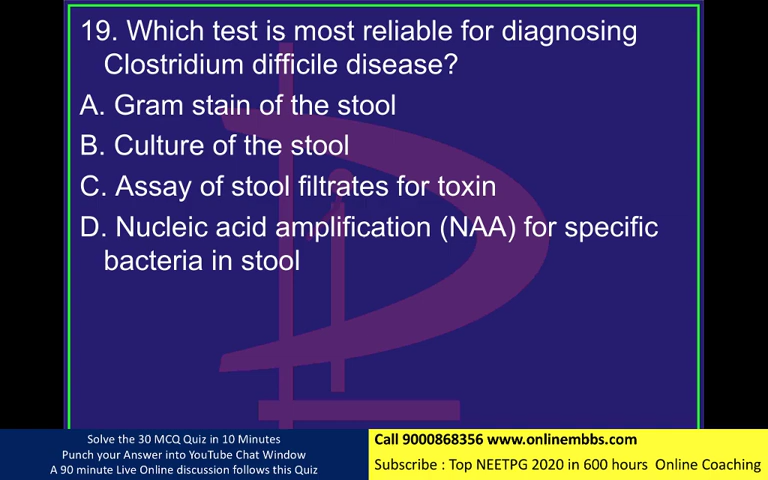 19. Which test is most reliable for diagnosing
Clostridium difficile disease?
A. Gram stain of the stool
B. Culture of the stool
C. Assay of stool filtrates for toxin
D. Nucleic acid amplification (NAA) for specific
bacteria in stool
Solve the 30 MCQ Quiz in 10 Minutes
Punch your Answer into YouTube Chat Window
A 90 minute Live Online discussion follows this Quiz
Call 9000868356 www.onlinembbs.com
Subscribe : Top NEETPG 2020 in 600 hours Online Coaching